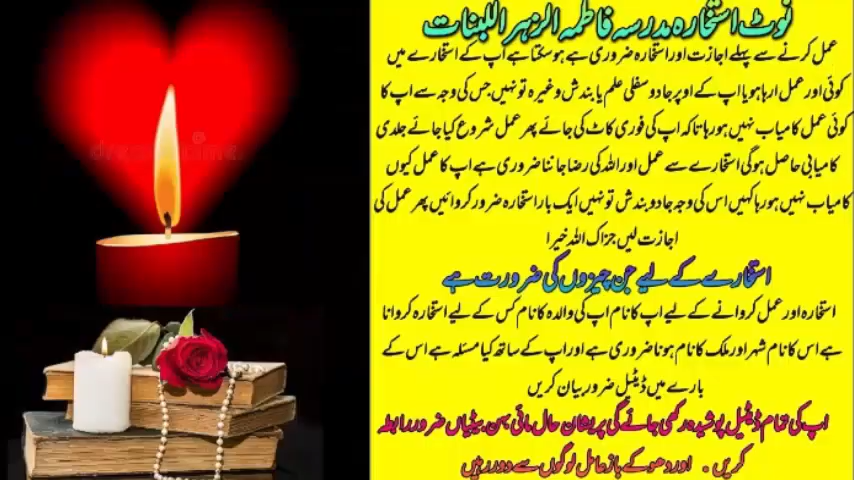 نوٹ استخارہ مدرسہ فاطمہ الزہرا للبنات
عمل کرنے سے پہلے اجازت اور استخارہ ضروری ہے ہو سکتا ہے اپ کے استخارے میں
کوئی اور عمل ارہا ہو یا اپ کے اوپر جادو سفلی علم یا بندش وغیرہ تو نہیں جس کی وجہ سے اپ کا
کوئی عمل کامیاب نہیں ہو رہا تاکہ اپ کی فوری کاٹ کی جائے پھر عمل شروع کیا جائے جلدی
کامیابی حاصل ہوگی استخارے سے عمل اور اللہ کی رضا جاننا ضروری ہے اپ کا عمل کیوں
کامیاب نہیں ہو رہا کہیں اس کی وجہ جادو بندش تو نہیں ایک بار استخارہ ضرور کروائیں پھر عمل کی
اجازت لیں جزاک اللہ خیرا
استخارے کے لیے جن چیزوں کی ضرورت ہے
استخارہ اور عمل کروانے کے لیے اپ کا نام اپ کی والدہ کا نام کس کے لیے استخارہ کروانا
ہے اس کا نام شہر اور ملک کا نام ہونا ضروری ہے اور اپ کے ساتھ کیا مسئلہ ہے اس کے
بارے میں ڈیٹیل ضرور بیان کریں
اپ کی تمام ڈیٹیل پوشیدہ رکھی جائے گی پریشان حال مائی بہن بیٹیاں ضرور رابطہ
کریں . اور دھوکے باز عامل لوگوں سے دور رہیں